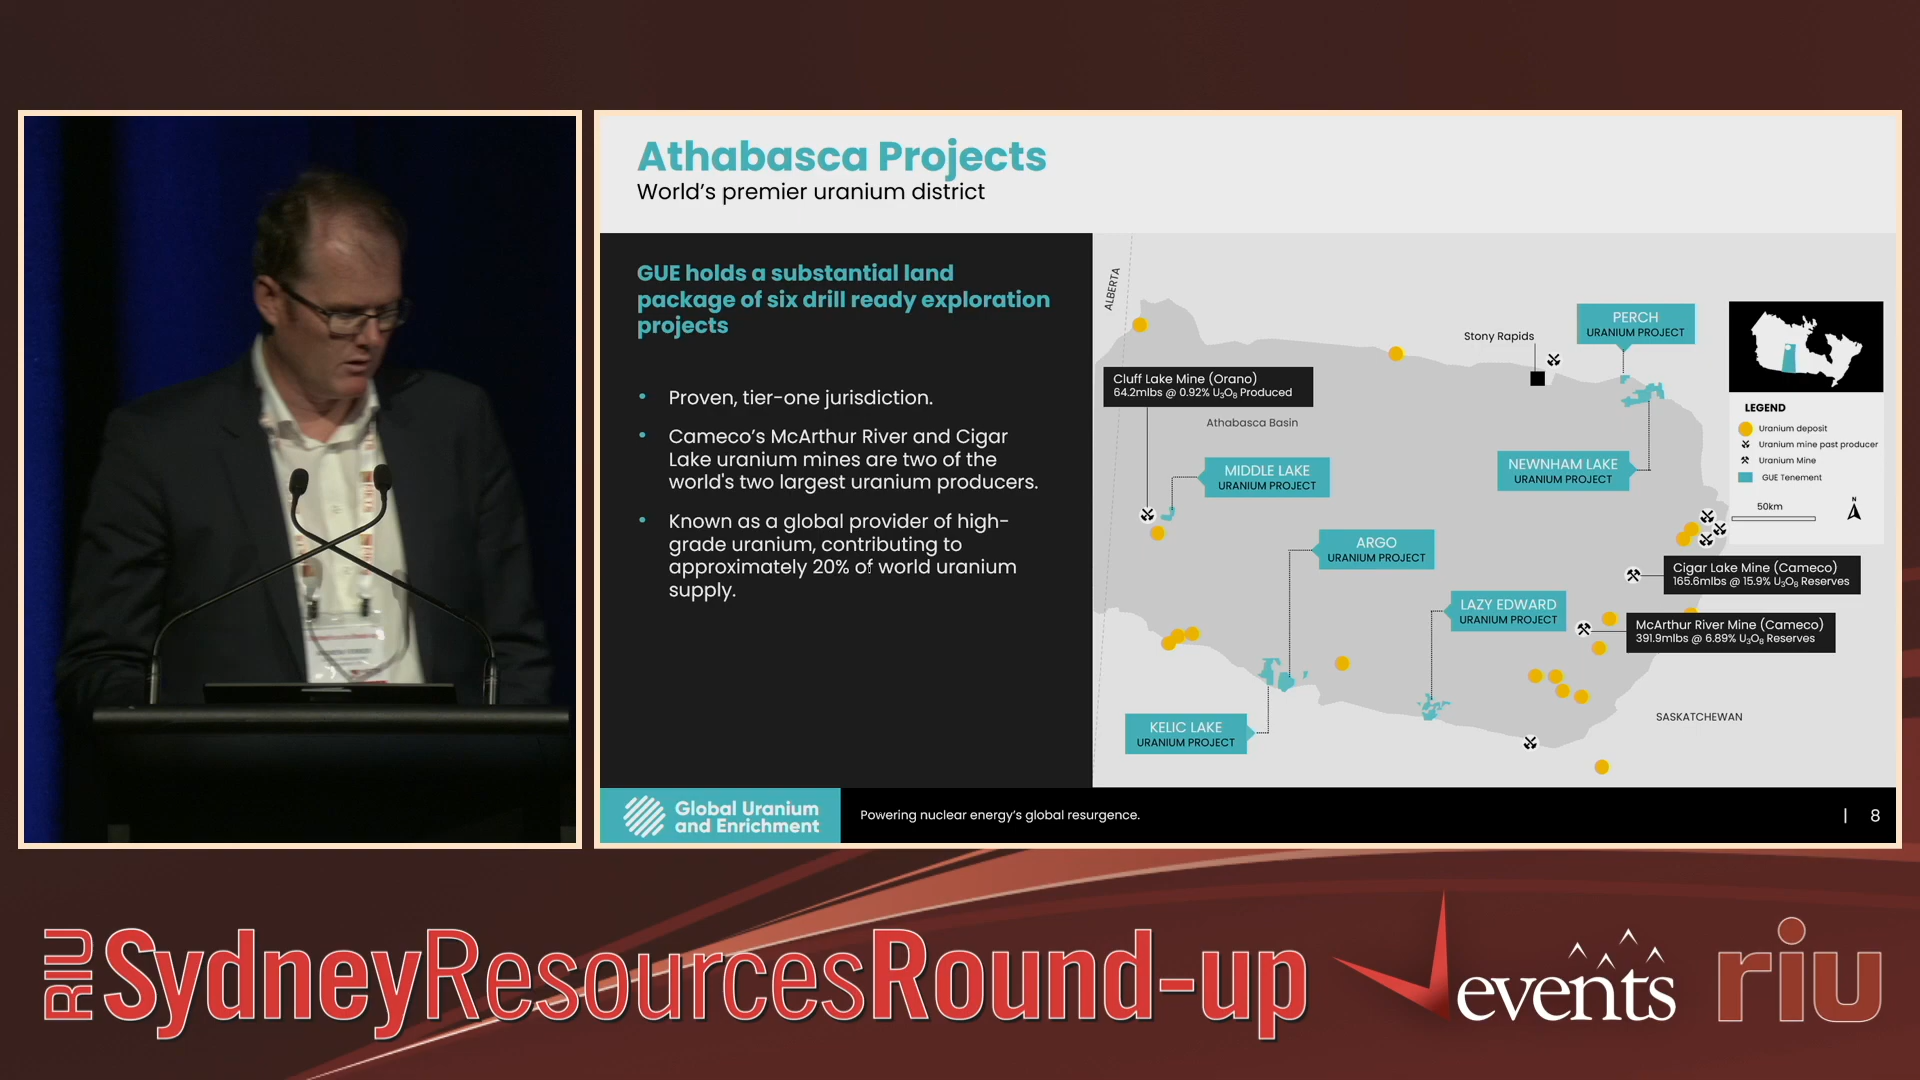 Athabasca Projects
World's premier uranium district
GUE holds a substantial land
package of six drill ready exploration
projects
• Proven, tier-one jurisdiction.
• Cameco's McArthur River and Cigar
Lake uranium mines are two of the
world's two largest uranium producers.
• Known as a global provider of high-
grade uranium, contributing to
approximately 20% of world uranium
supply.
ALBERTA
Cluff Lake Mine (Orano)
64.2mlbs @ 0.92% U₃O₈ Produced
Athabasca Basin
Stony Rapids
PERCH
URANIUM PROJECT
MIDDLE LAKE
URANIUM PROJECT
NEWNHAM LAKE
URANIUM PROJECT
ARGO
URANIUM PROJECT
LAZY EDWARD
URANIUM PROJECT
KELIC LAKE
URANIUM PROJECT
Cigar Lake Mine (Cameco)
165.6mlbs @ 15.9% U₃O₈ Reserves
McArthur River Mine (Cameco)
391.9mlbs @ 6.89% U₃O₈ Reserves
SASKATCHEWAN
LEGEND
Uranium deposit
Uranium mine past producer
Uranium Mine
GUE Tenement
50km
N
Global Uranium
and Enrichment
Powering nuclear energy's global resurgence.
| 8
RIU SydneyResourcesRound-up
Vevents
riu